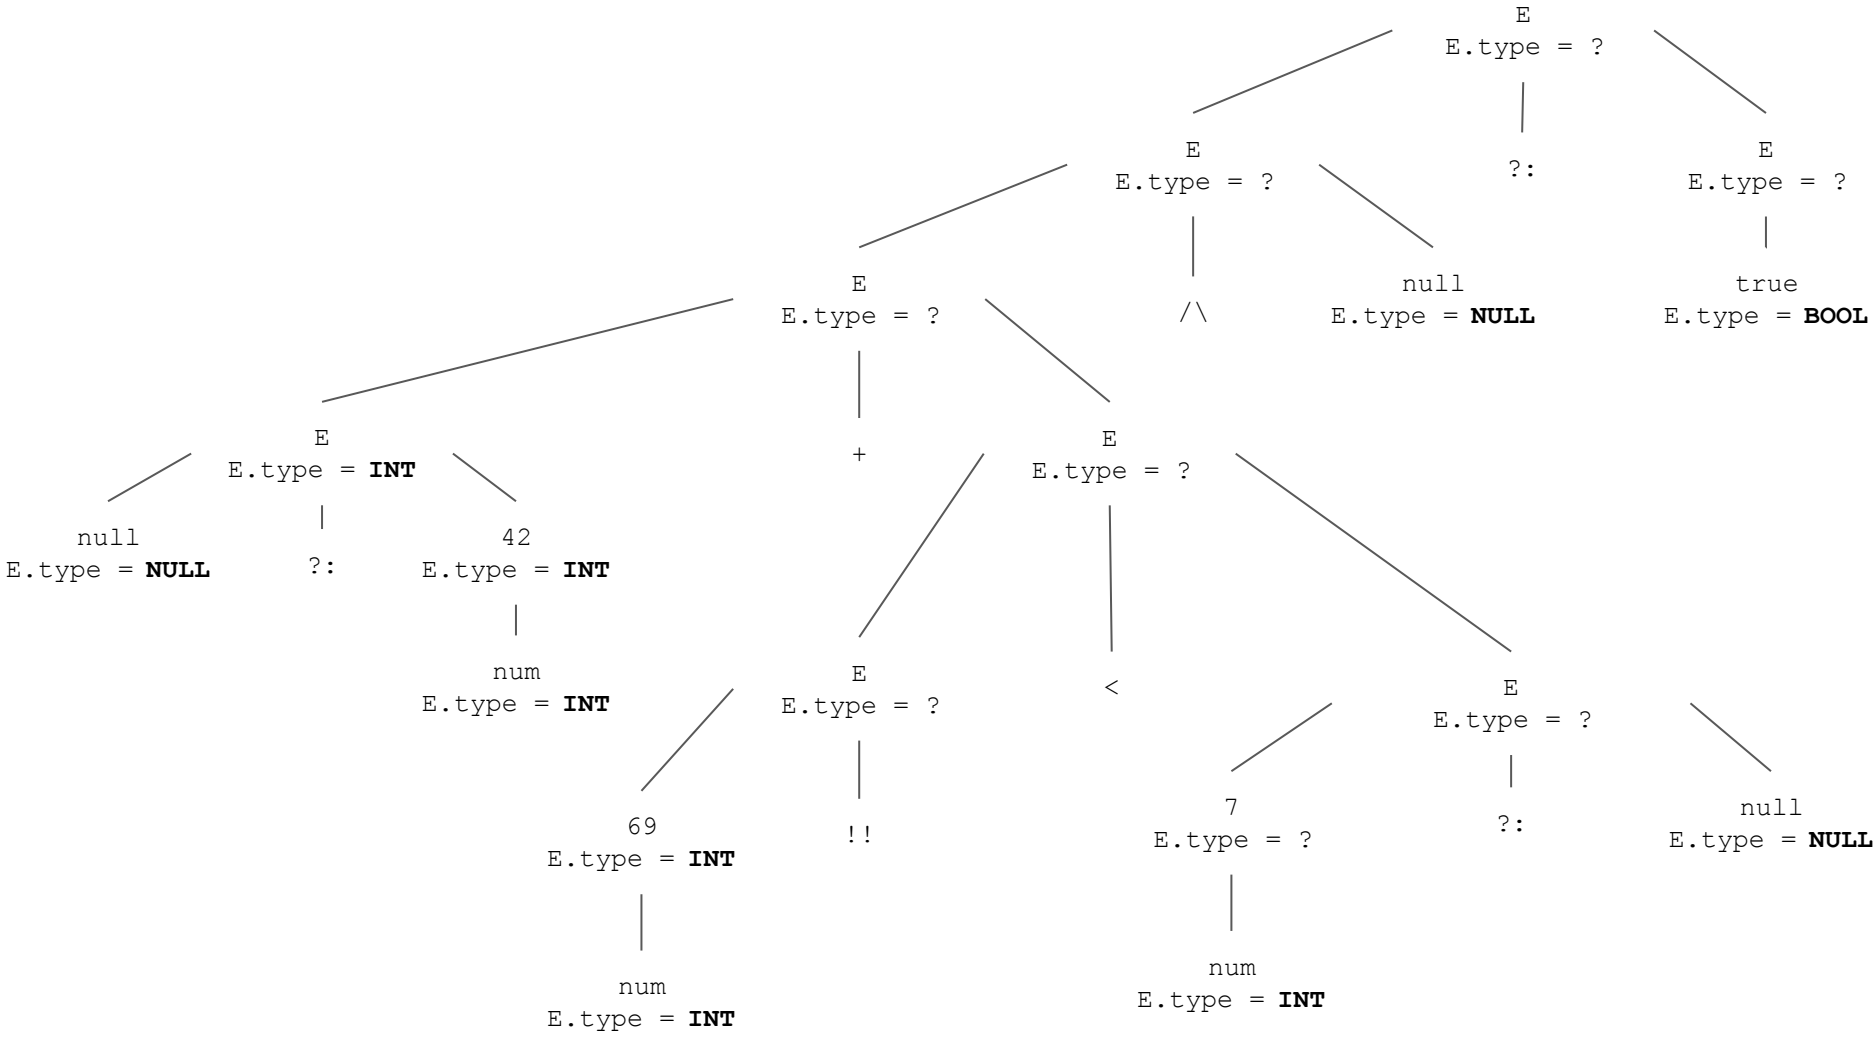 E
E.type = ?
E
E.type = ?
?:
E
E.type = ?
E
E.type = ?
/\
null
E.type = NULL
true
E.type = BOOL
E
E.type = INT
+
E
E.type = ?
null
E.type = NULL
?:
42
E.type = INT
num
E.type = INT
E
E.type = ?
<
E
E.type = ?
69
E.type = INT
!!
7
E.type = ?
?:
null
E.type = NULL
num
E.type = INT
num
E.type = INT